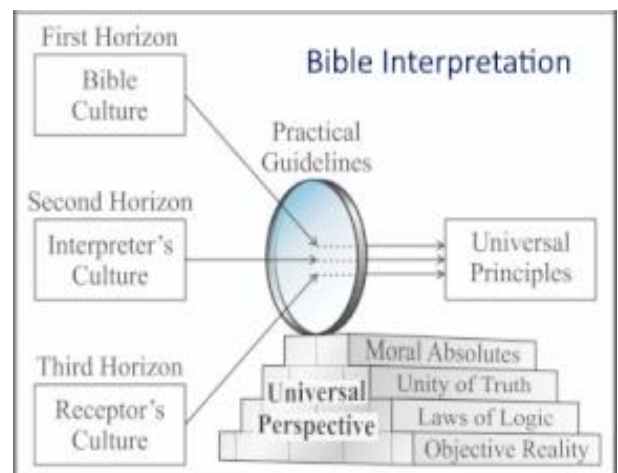 First Horizon
Bible
Culture
Bible Interpretation
Practical
Guidelines
Second Horizon
Interpreter's
Culture
Universal
Principles
Third Horizon
Receptor's
Culture
Universal
Perspective
Moral Absolutes
Unity of Truth
Laws of Logic
Objective Reality